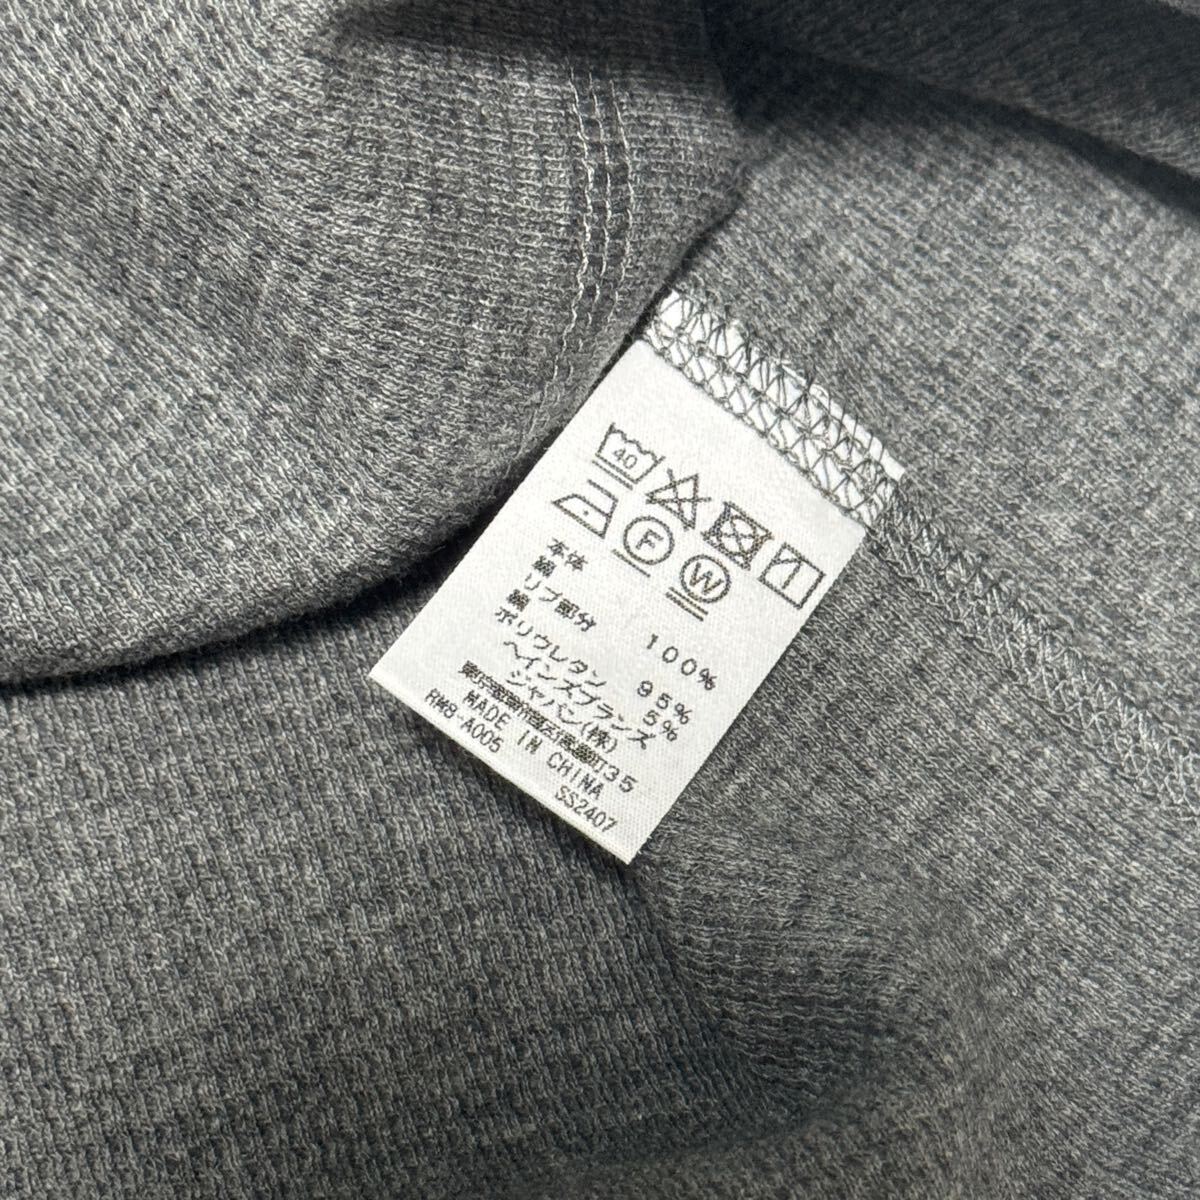 40
F W
本体
綿 100%
リブ部分
綿 95%
ポリウレタン 5%
ヘインズブランズ
ジャパン(株)
35
MADE IN CHINA
RM8-A005 SS2407